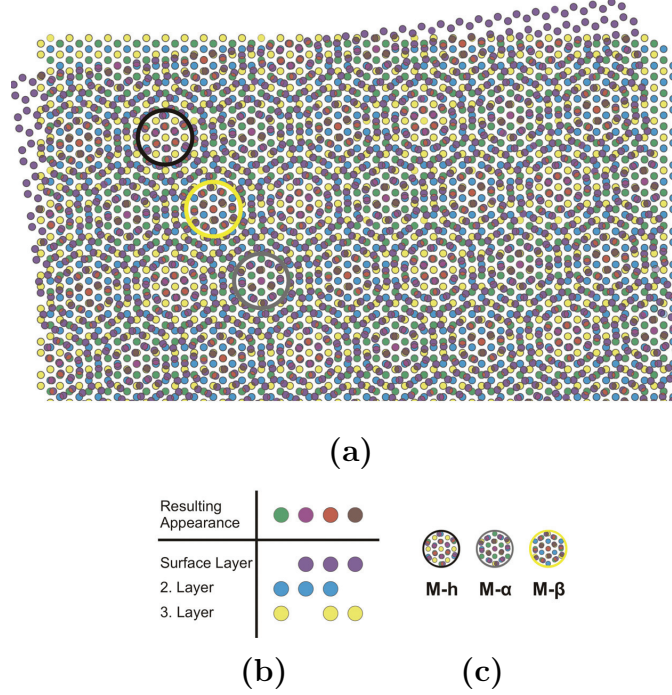 (a)
Resulting
Appearance
Surface Layer
2. Layer
3. Layer
M-h M-α M-β
(b) (c)